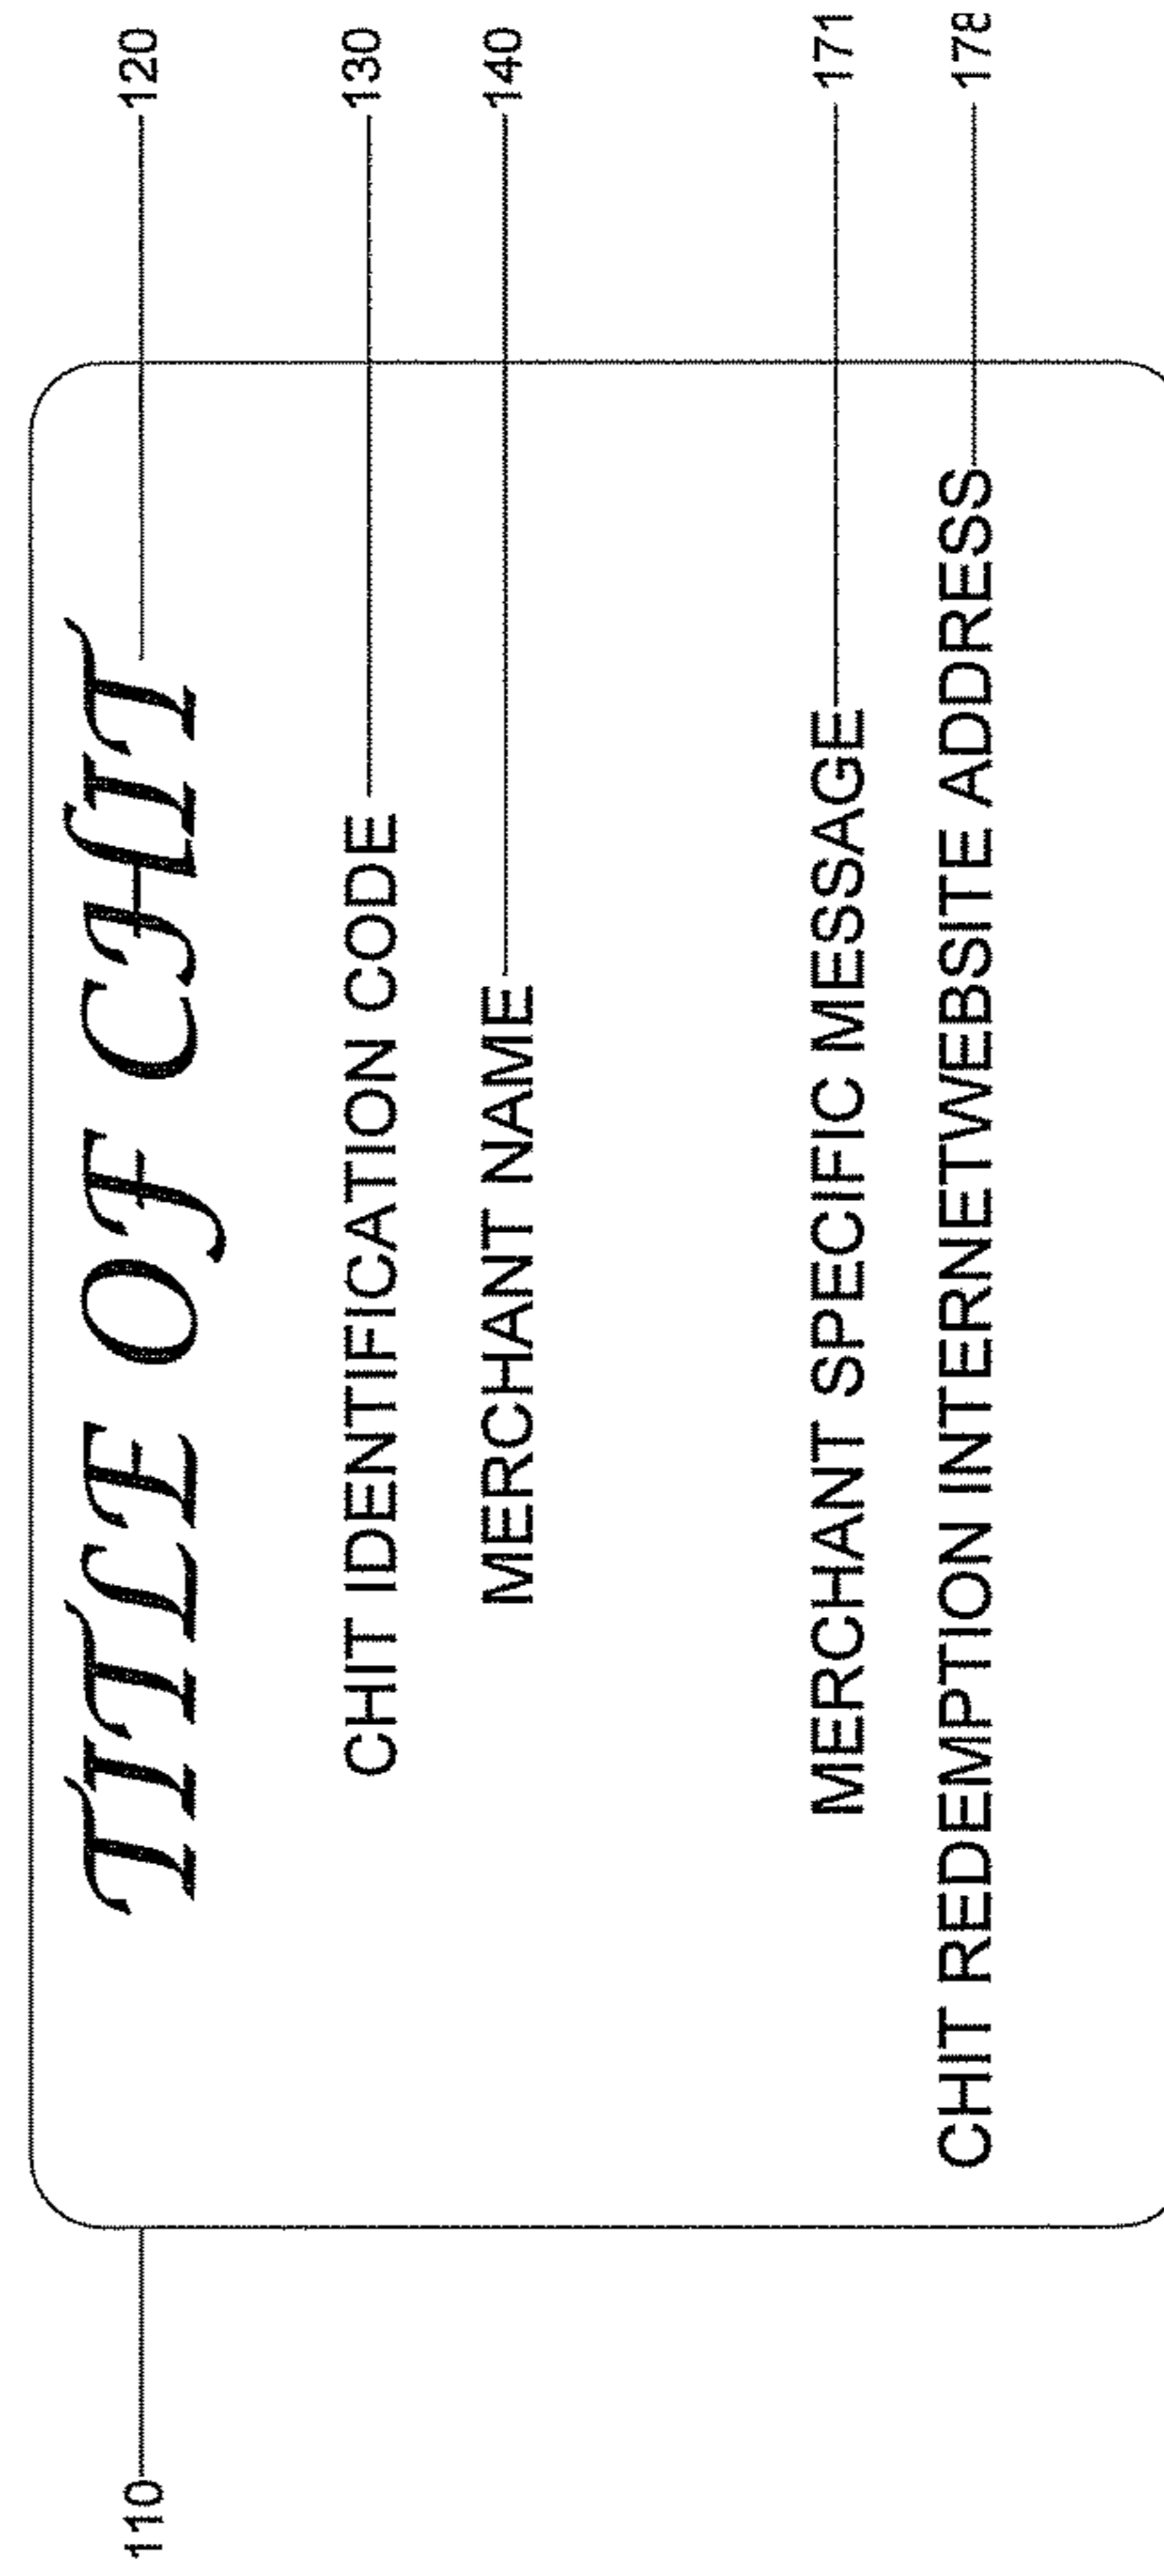 110
TITLE OF CHIT 120
CHIT IDENTIFICATION CODE 130
MERCHANT NAME 140
MERCHANT SPECIFIC MESSAGE 171
CHIT REDEMPTION INTERNETWEBSITE ADDRESS 178